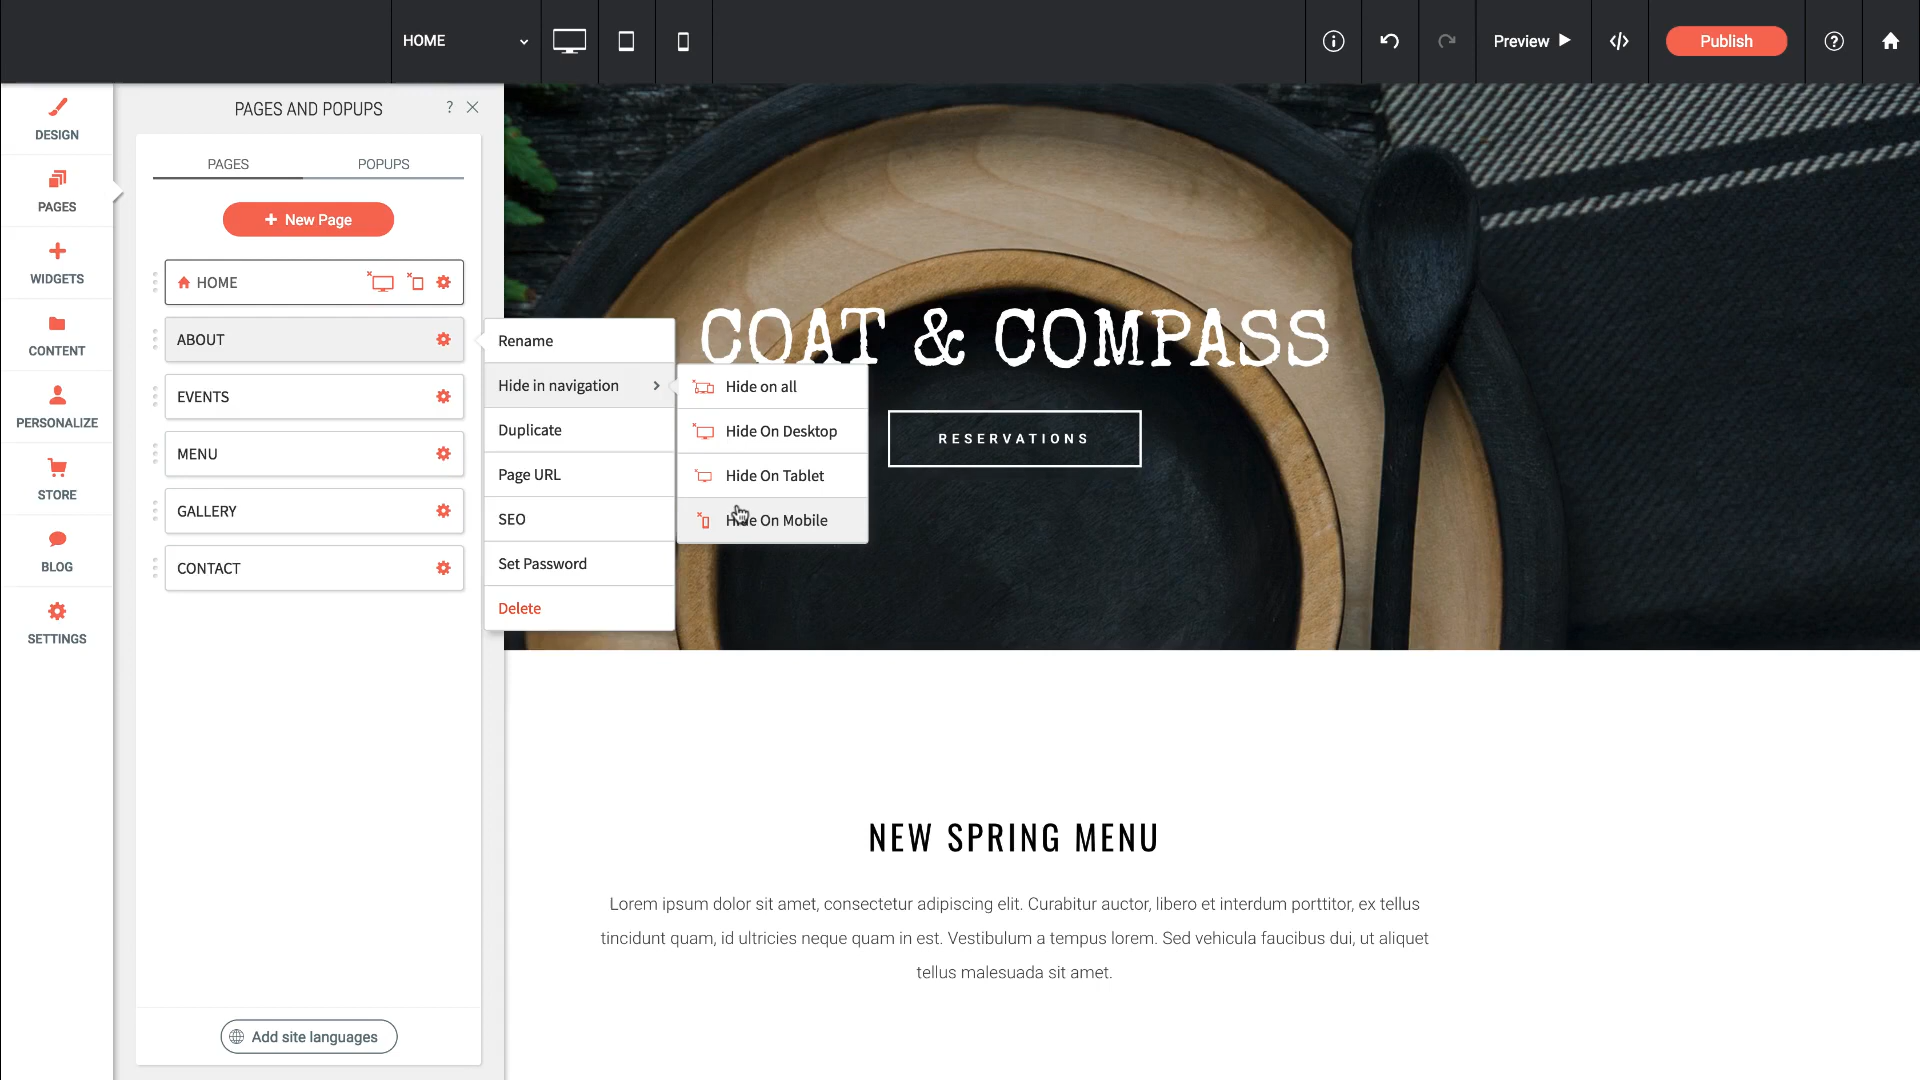 HOME
Preview
Publish
DESIGN
PAGES
WIDGETS
CONTENT
PERSONALIZE
STORE
BLOG
SETTINGS
PAGES AND POPUPS
?
PAGES
POPUPS
+ New Page
HOME
ABOUT
EVENTS
MENU
GALLERY
CONTACT
Add site languages
Rename
Hide in navigation
Duplicate
Page URL
SEO
Set Password
Delete
Hide on all
Hide On Desktop
Hide On Tablet
Hide On Mobile
COAT & COMPASS
RESERVATIONS
NEW SPRING MENU
Lorem ipsum dolor sit amet, consectetur adipiscing elit. Curabitur auctor, libero et interdum porttitor, ex tellus
tincidunt quam, id ultricies neque quam in est. Vestibulum a tempus lorem. Sed vehicula faucibus dui, ut aliquet
tellus malesuada sit amet.